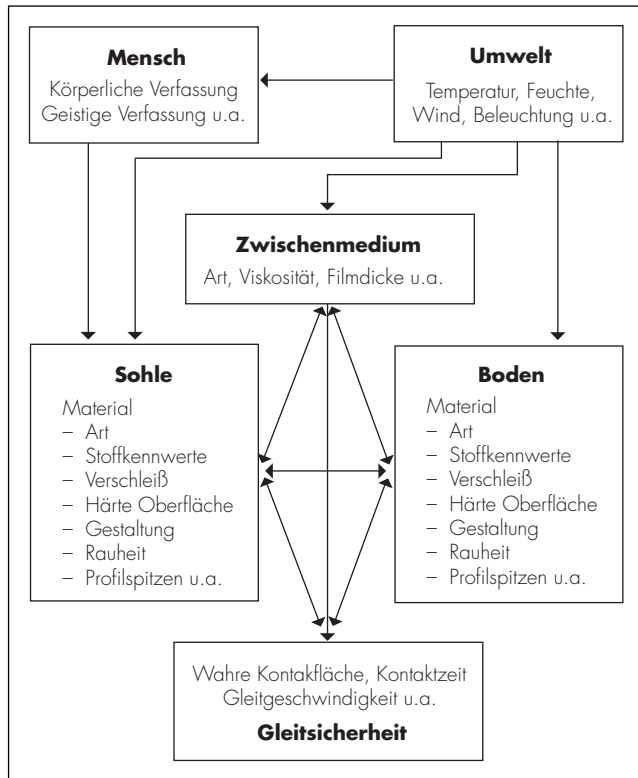 Mensch
Körperliche Verfassung
Geistige Verfassung u.a.
Umwelt
Temperatur, Feuchte,
Wind, Beleuchtung u.a.
Zwischenmedium
Art, Viskosität, Filmdicke u.a.
Sohle
Material
– Art
– Stoffkennwerte
– Verschleiß
– Härte Oberfläche
– Gestaltung
– Rauheit
– Profilspitzen u.a.
Boden
Material
– Art
– Stoffkennwerte
– Verschleiß
– Härte Oberfläche
– Gestaltung
– Rauheit
– Profilspitzen u.a.
Wahre Kontakfläche, Kontaktzeit
Gleitgeschwindigkeit u.a.
Gleitsicherheit